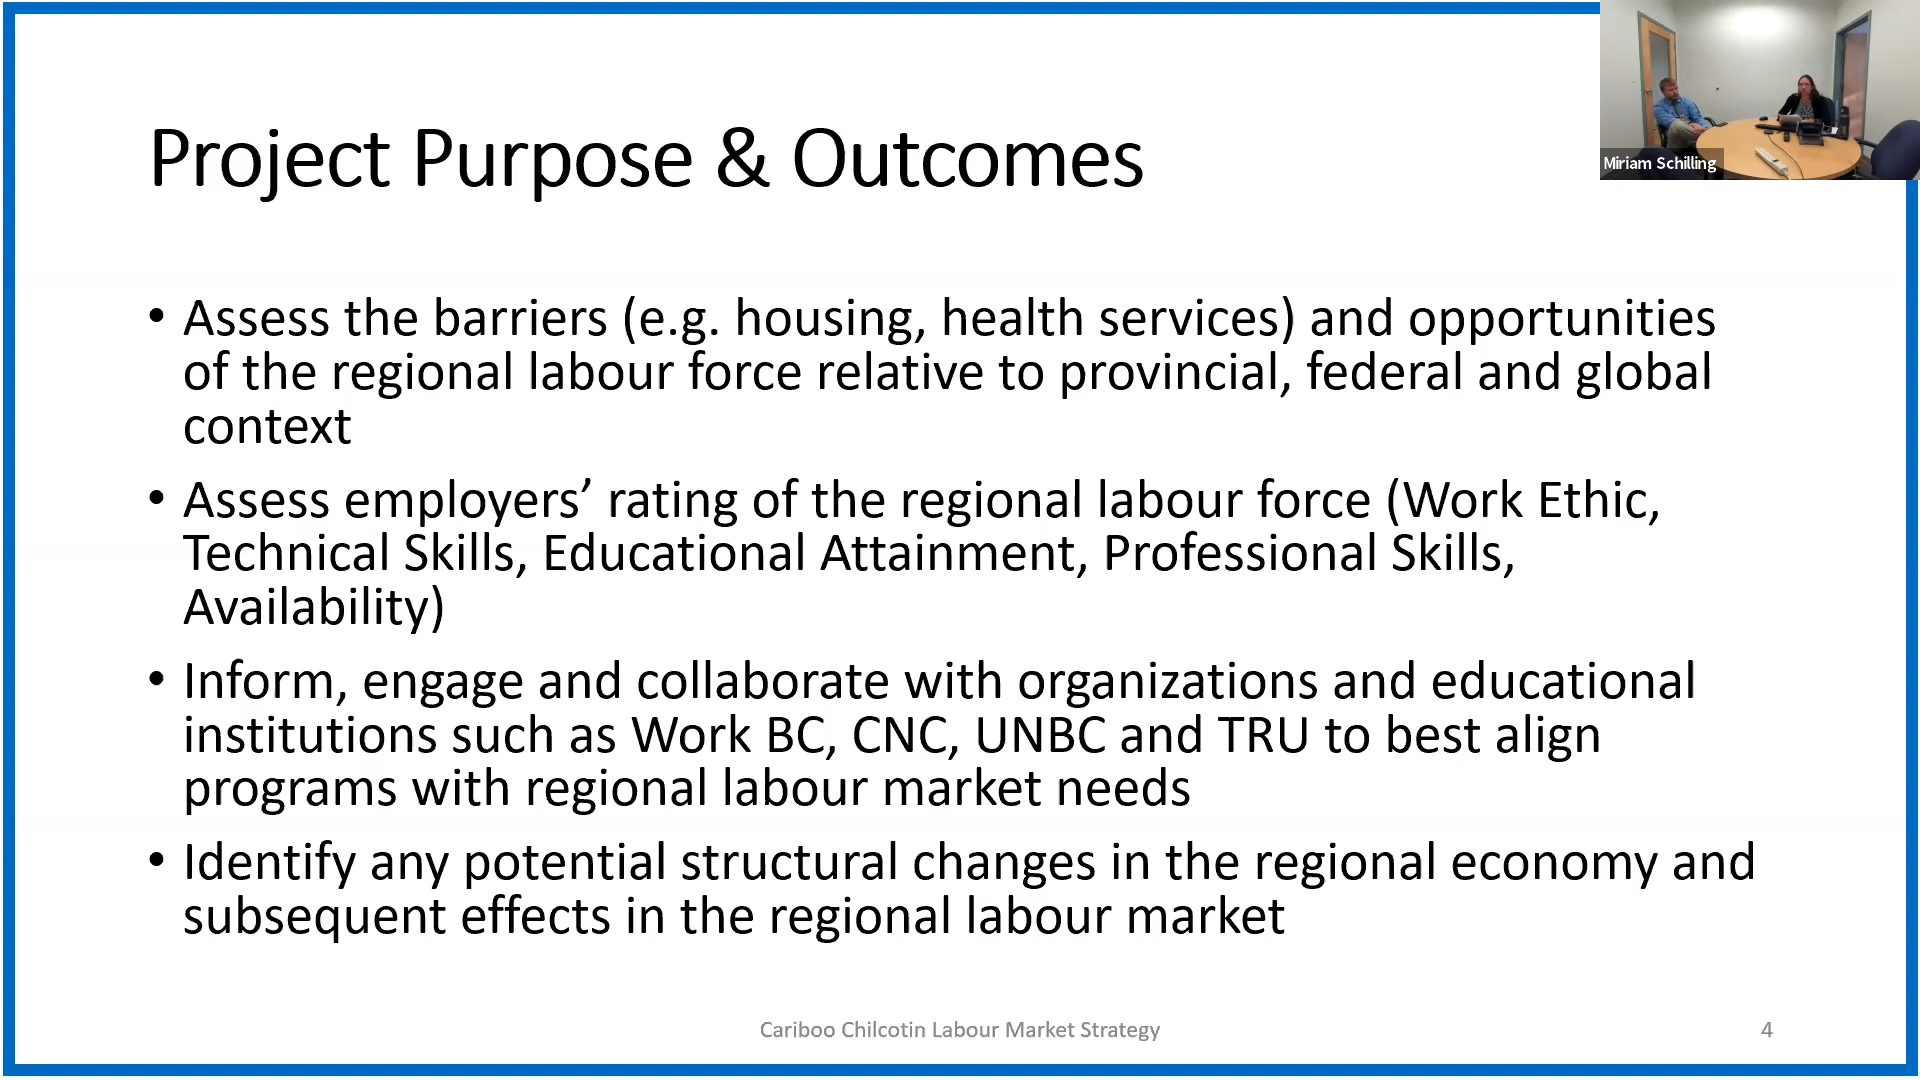 Project Purpose & Outcomes
Miriam Schilling
• Assess the barriers (e.g. housing, health services) and opportunities
of the regional labour force relative to provincial, federal and global
context
• Assess employers’ rating of the regional labour force (Work Ethic,
Technical Skills, Educational Attainment, Professional Skills,
Availability)
• Inform, engage and collaborate with organizations and educational
institutions such as Work BC, CNC, UNBC and TRU to best align
programs with regional labour market needs
• Identify any potential structural changes in the regional economy and
subsequent effects in the regional labour market
Cariboo Chilcotin Labour Market Strategy
4